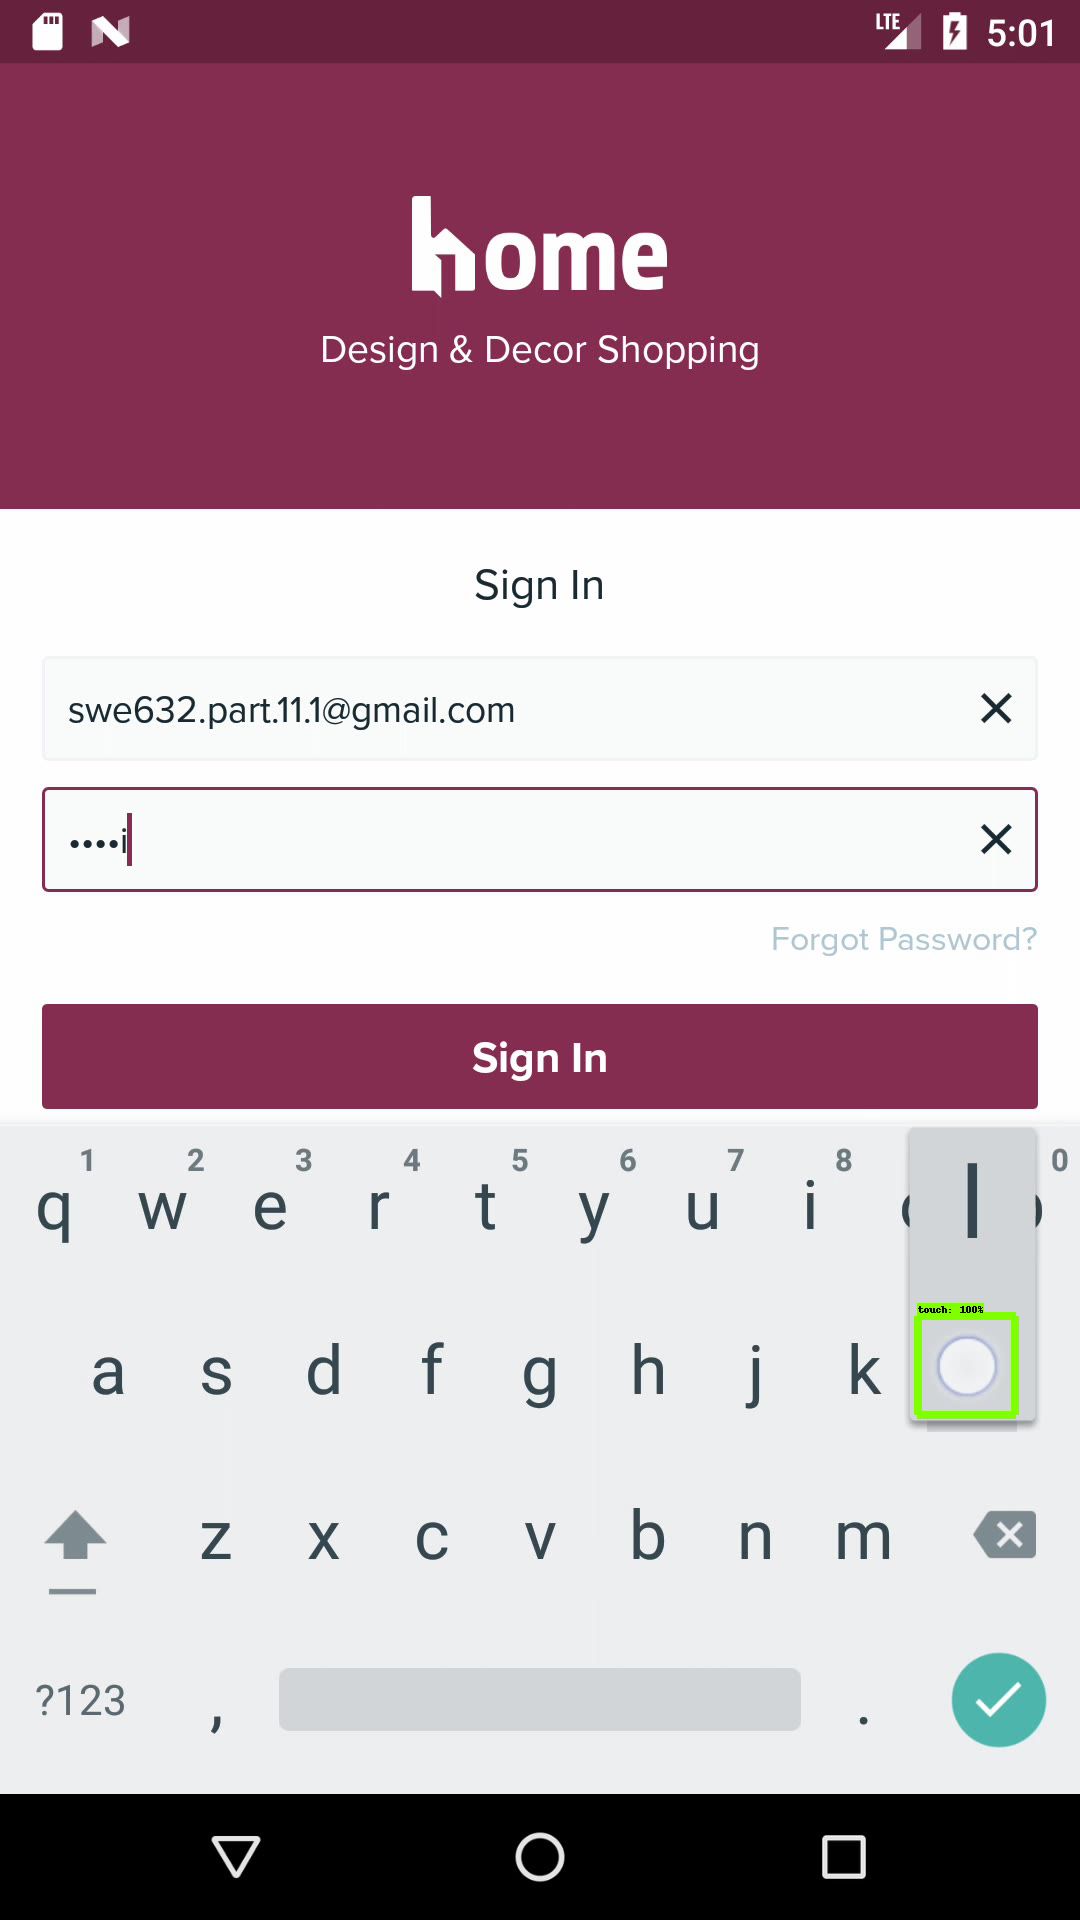 LTE 5:01
home
Design & Decor Shopping
Sign In
swe632.part.11.1@gmail.com
••••i
Forgot Password?
Sign In
1 2 3 4 5 6 7 8 0
q w e r t y u i l
touch: 100%
a s d f g h j k
z x c v b n m
?123 , .